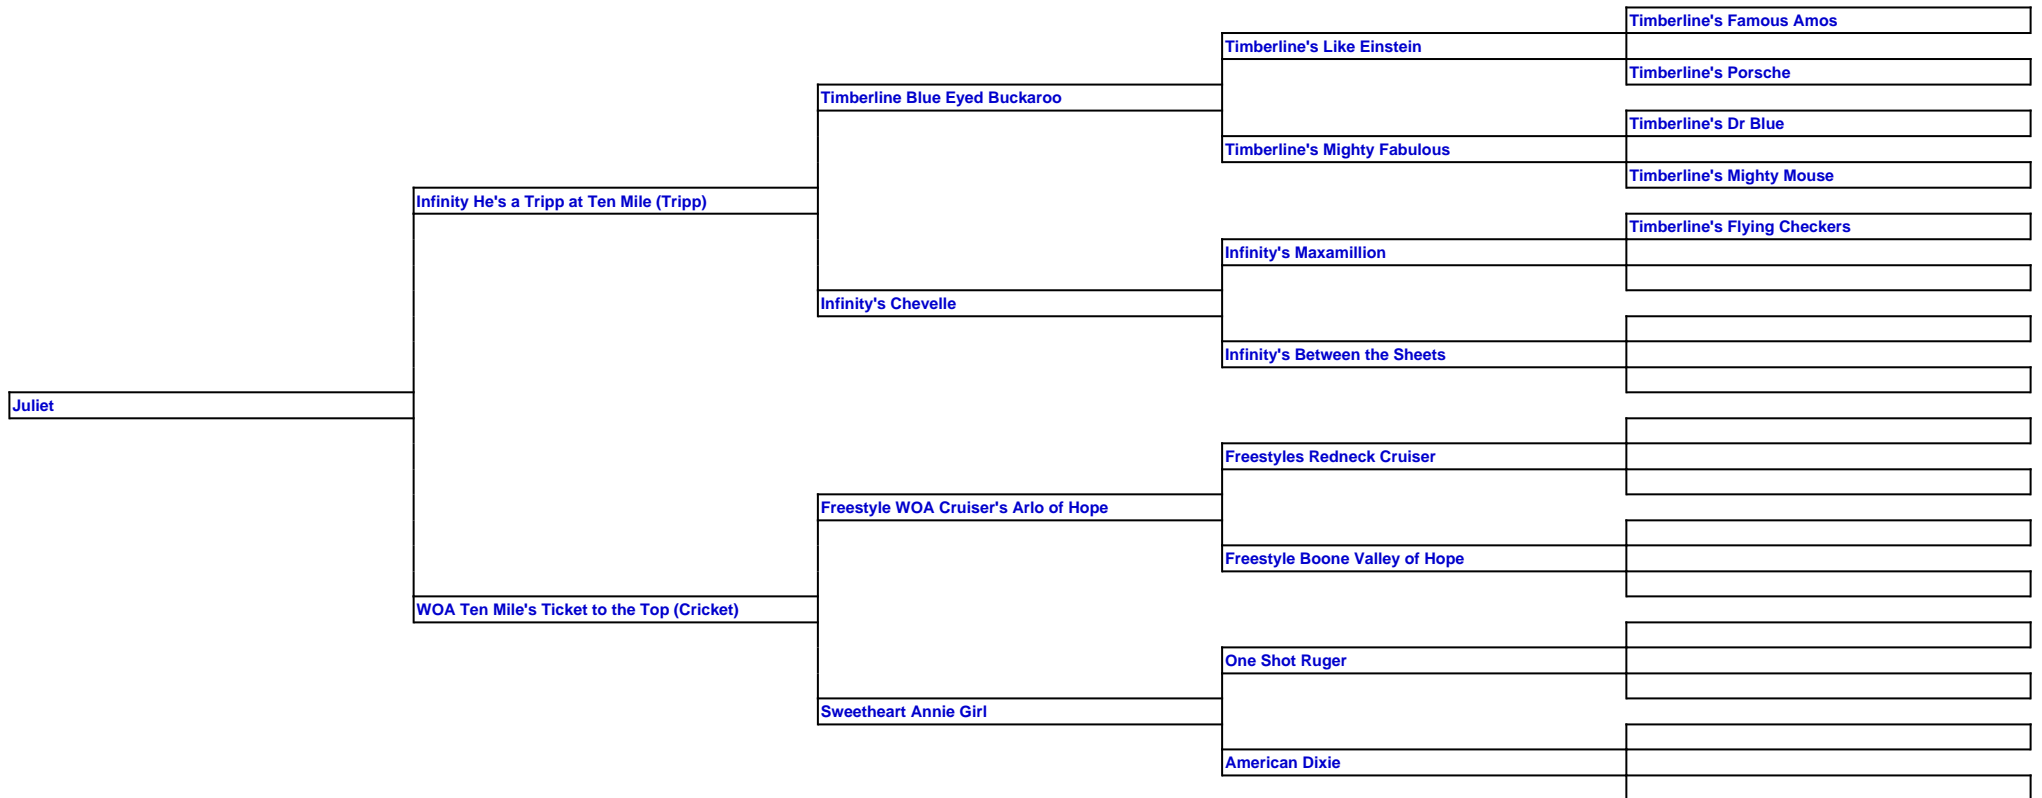 Timberline's Famous Amos
Timberline's Like Einstein
Timberline's Porsche
Timberline Blue Eyed Buckaroo
Timberline's Dr Blue
Timberline's Mighty Fabulous
Timberline's Mighty Mouse
Infinity He's a Tripp at Ten Mile (Tripp)
Timberline's Flying Checkers
Infinity's Maxamillion
Infinity's Chevelle
Infinity's Between the Sheets
Juliet
Freestyles Redneck Cruiser
Freestyle WOA Cruiser's Arlo of Hope
Freestyle Boone Valley of Hope
WOA Ten Mile's Ticket to the Top (Cricket)
One Shot Ruger
Sweetheart Annie Girl
American Dixie